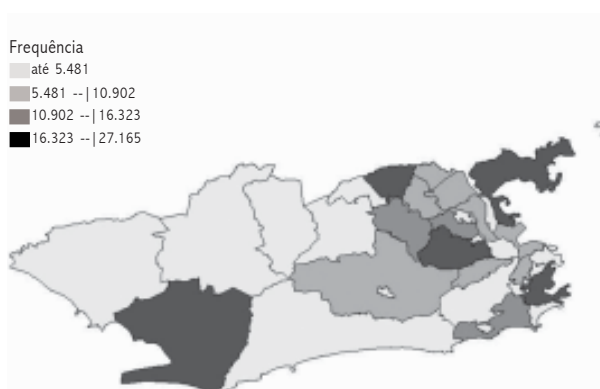 Frequência
até 5.481
5.481 --|10.902
10.902 --|16.323
16.323 --|27.165